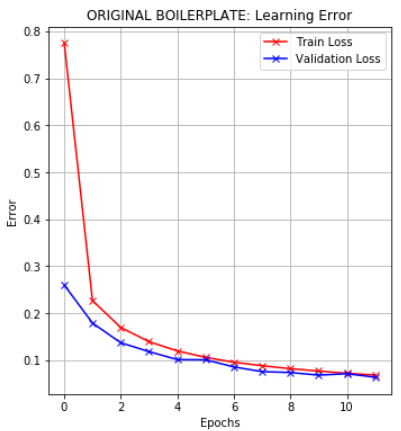 ORIGINAL BOILERPLATE: Learning Error
Train Loss
Validation Loss
0.8
0.7
0.6
0.5
0.4
0.3
0.2
0.1
Error
0 2 4 6 8 10
Epochs